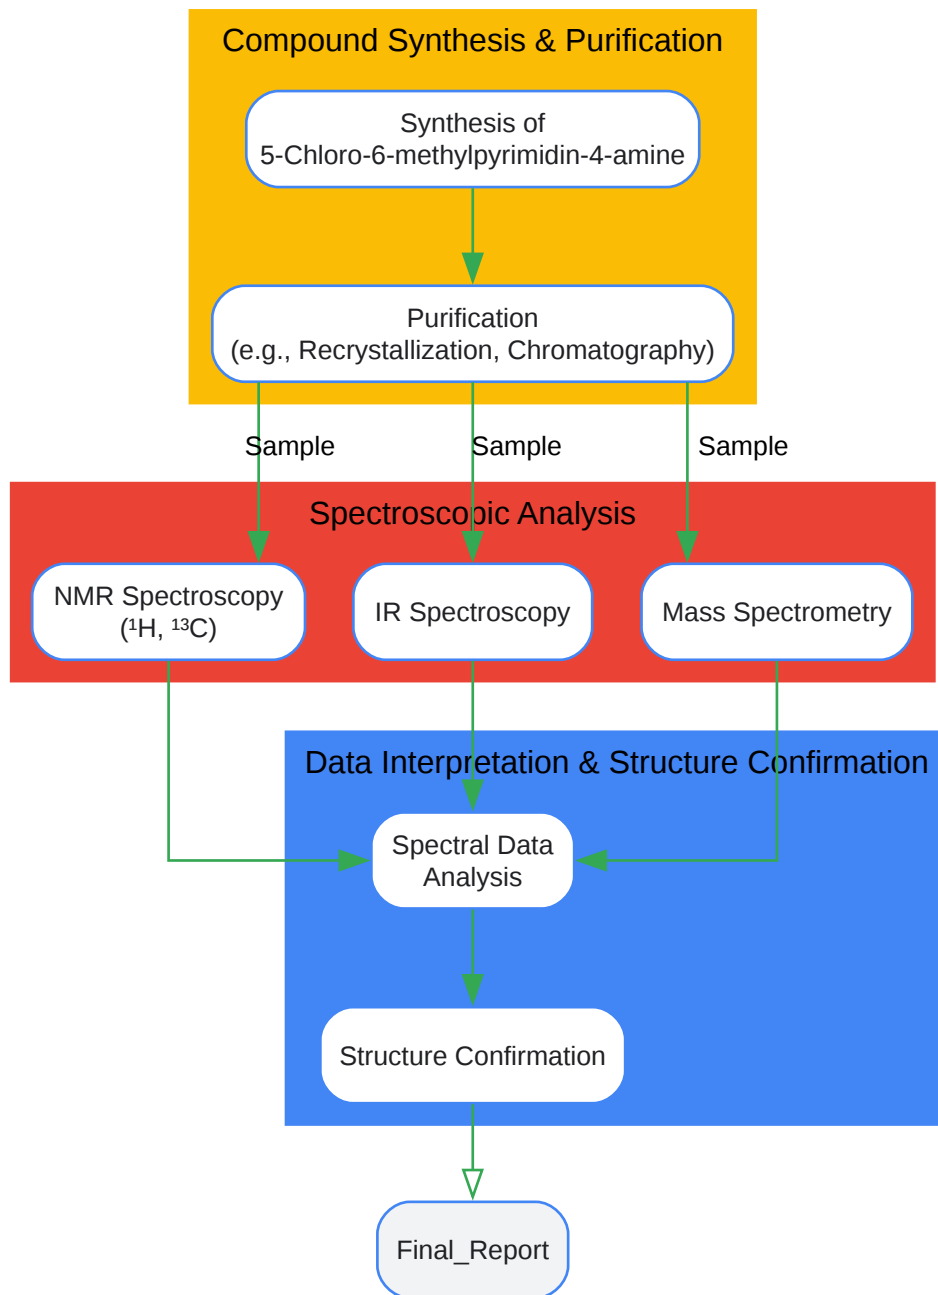 Compound Synthesis & Purification
Synthesis of
5-Chloro-6-methylpyrimidin-4-amine
Purification
(e.g., Recrystallization, Chromatography)
Sample
Sample
Sample
Spectroscopic Analysis
NMR Spectroscopy
(¹H, ¹³C)
IR Spectroscopy
Mass Spectrometry
Data Interpretation & Structure Confirmation
Spectral Data
Analysis
Structure Confirmation
Final_Report